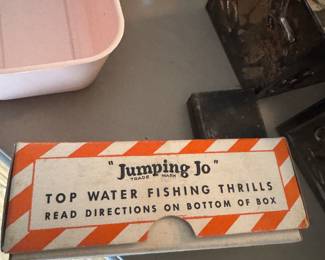 "Jumping Jo"
TRADE MARK
TOP WATER FISHING THRILLS
READ DIRECTIONS ON BOTTOM OF BOX